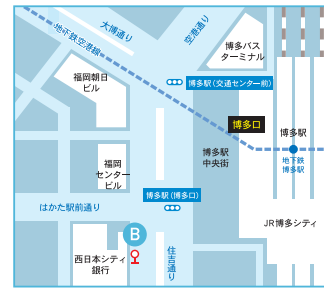 大博通り
空港通り
地下鉄空港線
博多バス
ターミナル
福岡朝日
ビル
博多駅(交通センター前)
博多口
博多駅
博多駅
中央街
地下鉄
博多駅
福岡
センター
ビル
博多駅(博多口)
はかた駅前通り
JR博多シティ
B
西日本シティ
銀行
住吉通り